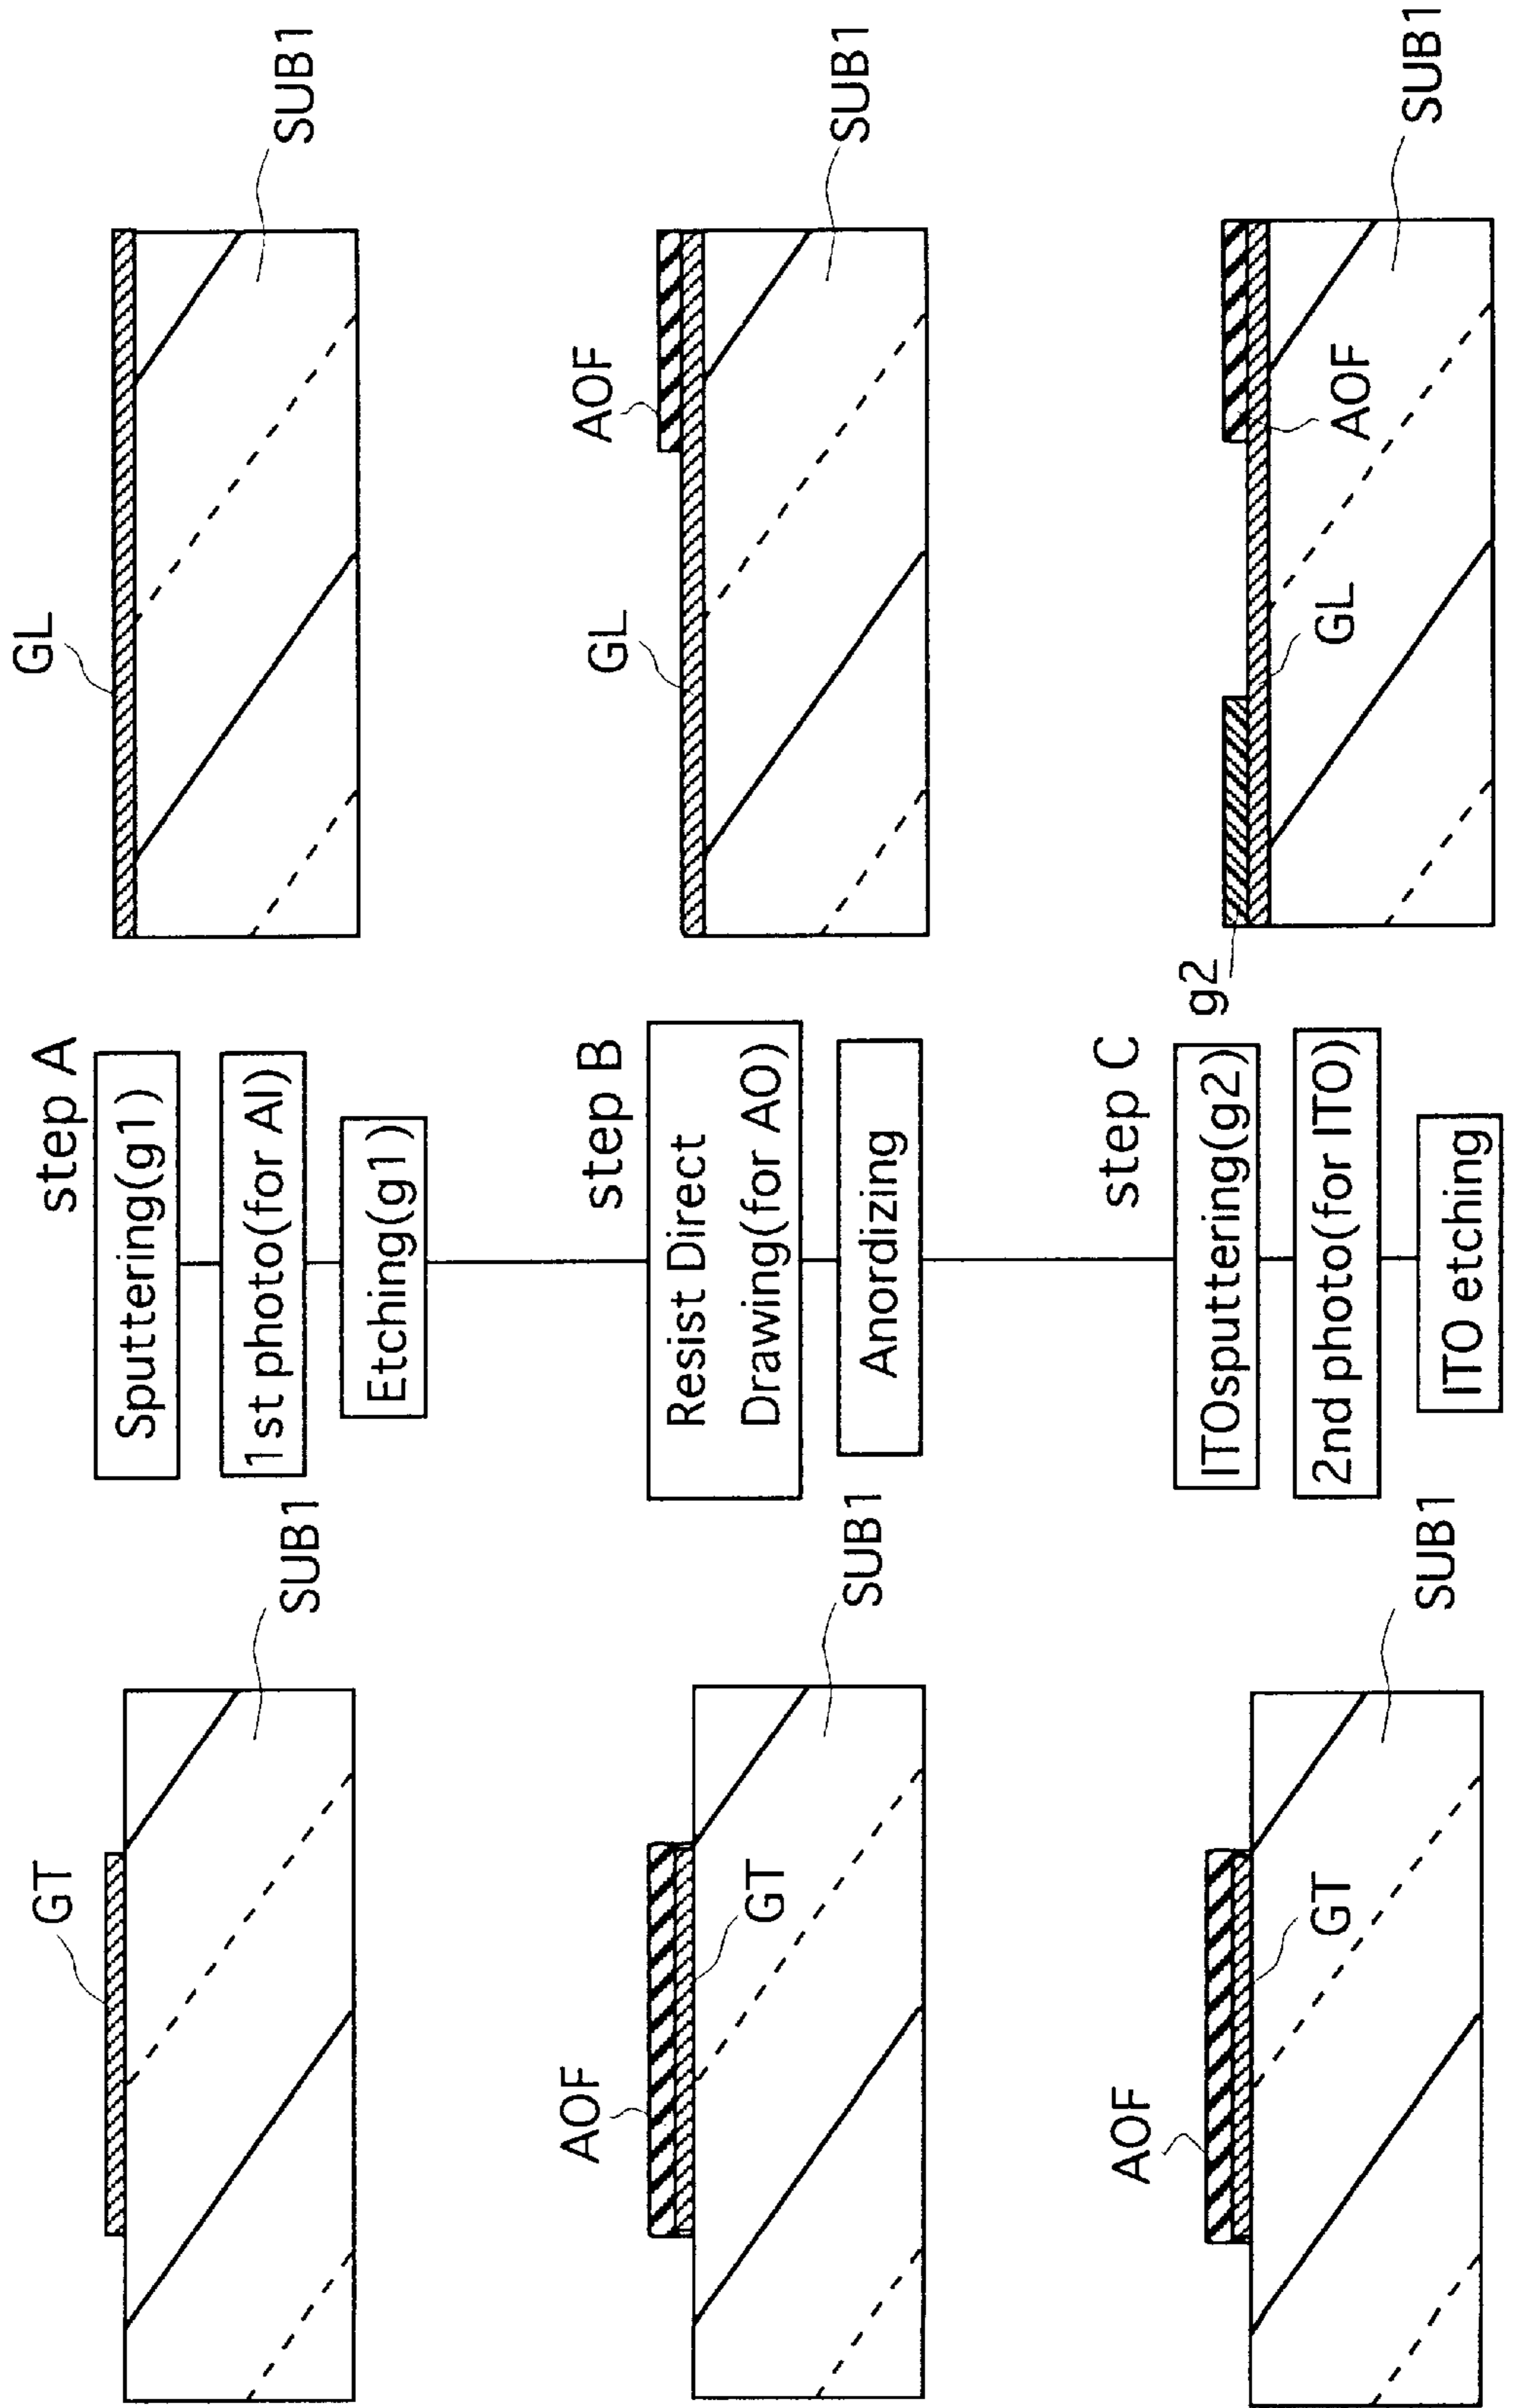 GT
SUB1
step A
Sputtering(g1)
1st photo(for Al)
Etching(g1)
GL
SUB1
AOF
GT
SUB1
step B
Resist Direct
Drawing(for AO)
Anordizing
AOF
GL
SUB1
AOF
GT
SUB1
step C
ITOsputtering(g2)
2nd photo(for ITO)
ITO etching
g2
GL
AOF
SUB1